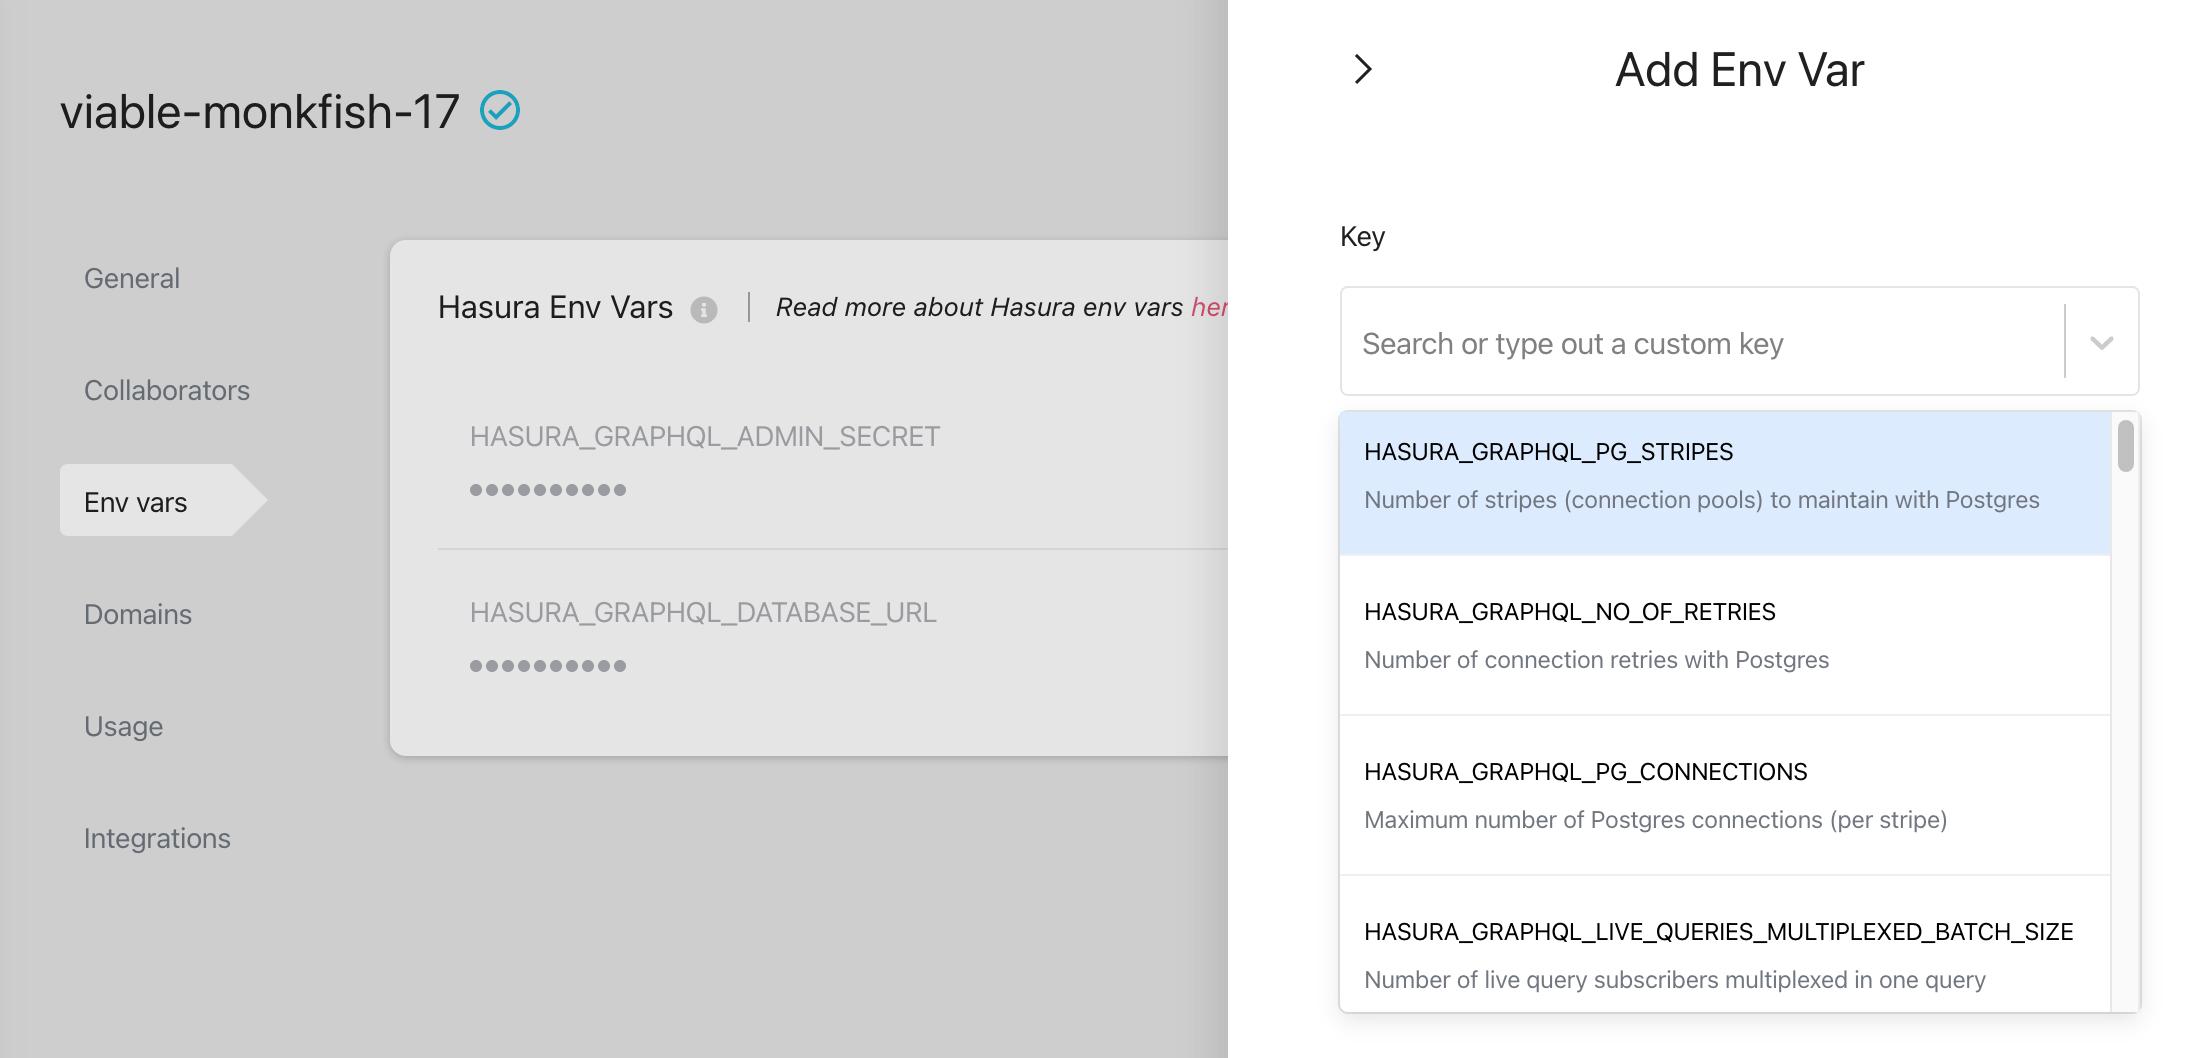 viable-monkfish-17
General
Collaborators
Env vars
Domains
Usage
Integrations
Hasura Env Vars
Read more about Hasura env vars her
HASURA_GRAPHQL_ADMIN_SECRET
••••••••••
HASURA_GRAPHQL_DATABASE_URL
••••••••••
Add Env Var
Key
Search or type out a custom key
HASURA_GRAPHQL_PG_STRIPES
Number of stripes (connection pools) to maintain with Postgres
HASURA_GRAPHQL_NO_OF_RETRIES
Number of connection retries with Postgres
HASURA_GRAPHQL_PG_CONNECTIONS
Maximum number of Postgres connections (per stripe)
HASURA_GRAPHQL_LIVE_QUERIES_MULTIPLEXED_BATCH_SIZE
Number of live query subscribers multiplexed in one query